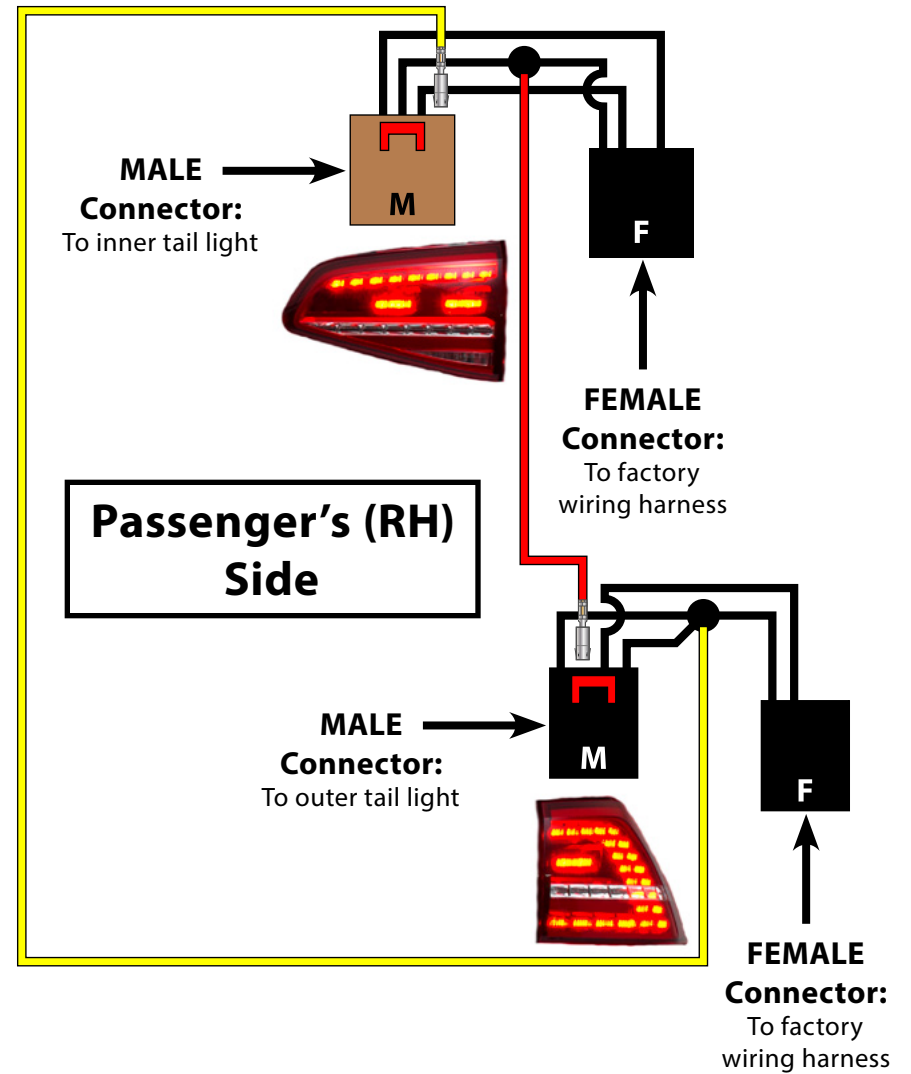 MALE
Connector:
To inner tail light
M
F
FEMALE
Connector:
To factory
wiring harness
Passenger’s (RH)
Side
MALE
Connector:
To outer tail light
M
F
FEMALE
Connector:
To factory
wiring harness